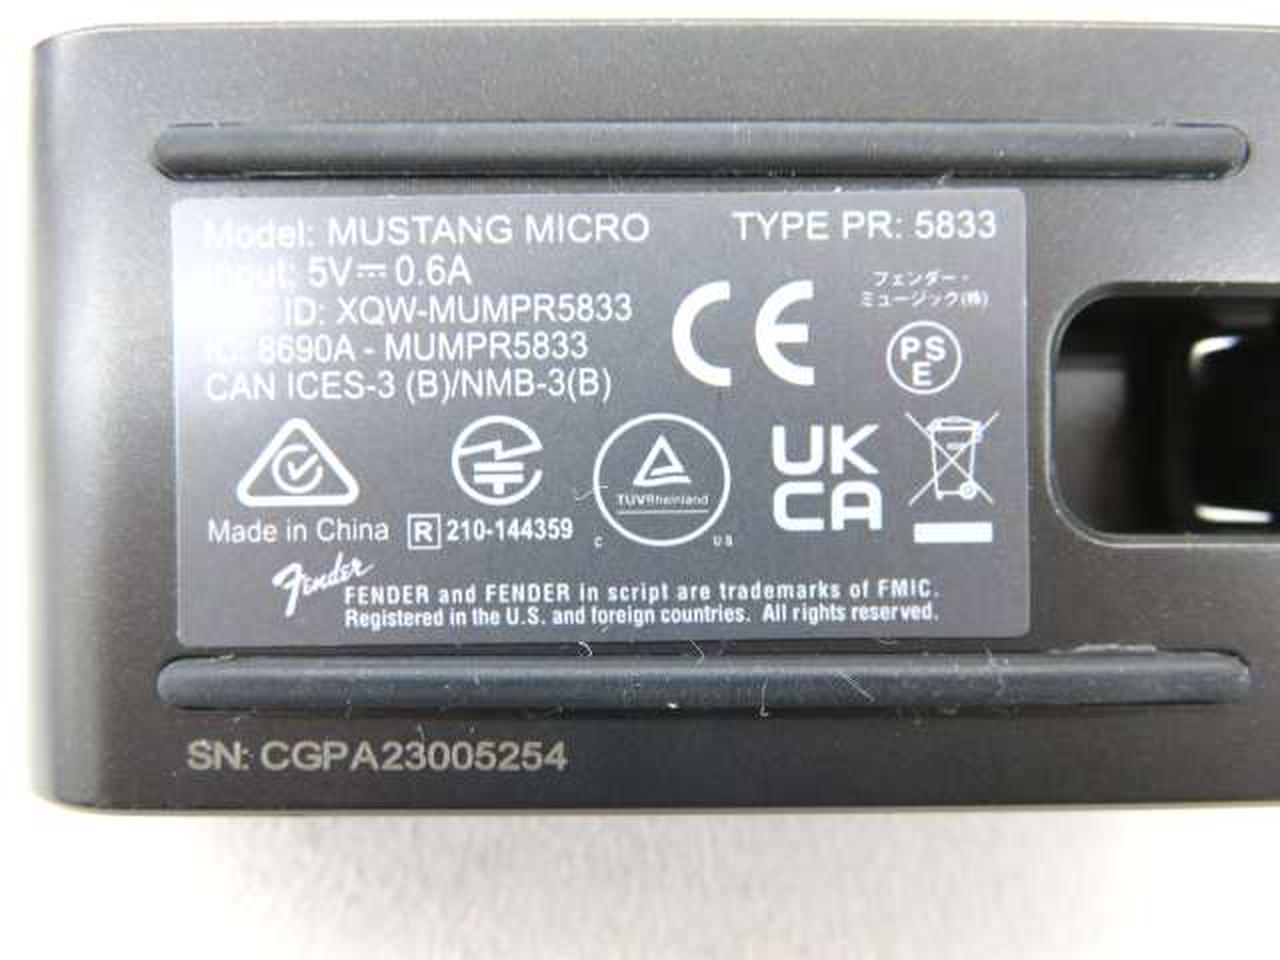 Model: MUSTANG MICRO TYPE PR: 5833
Input: 5V⎓0.6A
ID: XQW-MUMPR5833
IC: 8690A - MUMPR5833
CAN ICES-3 (B)/NMB-3(B)
フェンダー・
ミュージック(株)
PSE
TÜVRheinland
C US
UK
CA
Made in China R 210-144359
Fender
FENDER and FENDER in script are trademarks of FMIC.
Registered in the U.S. and foreign countries. All rights reserved.
SN: CGPA23005254